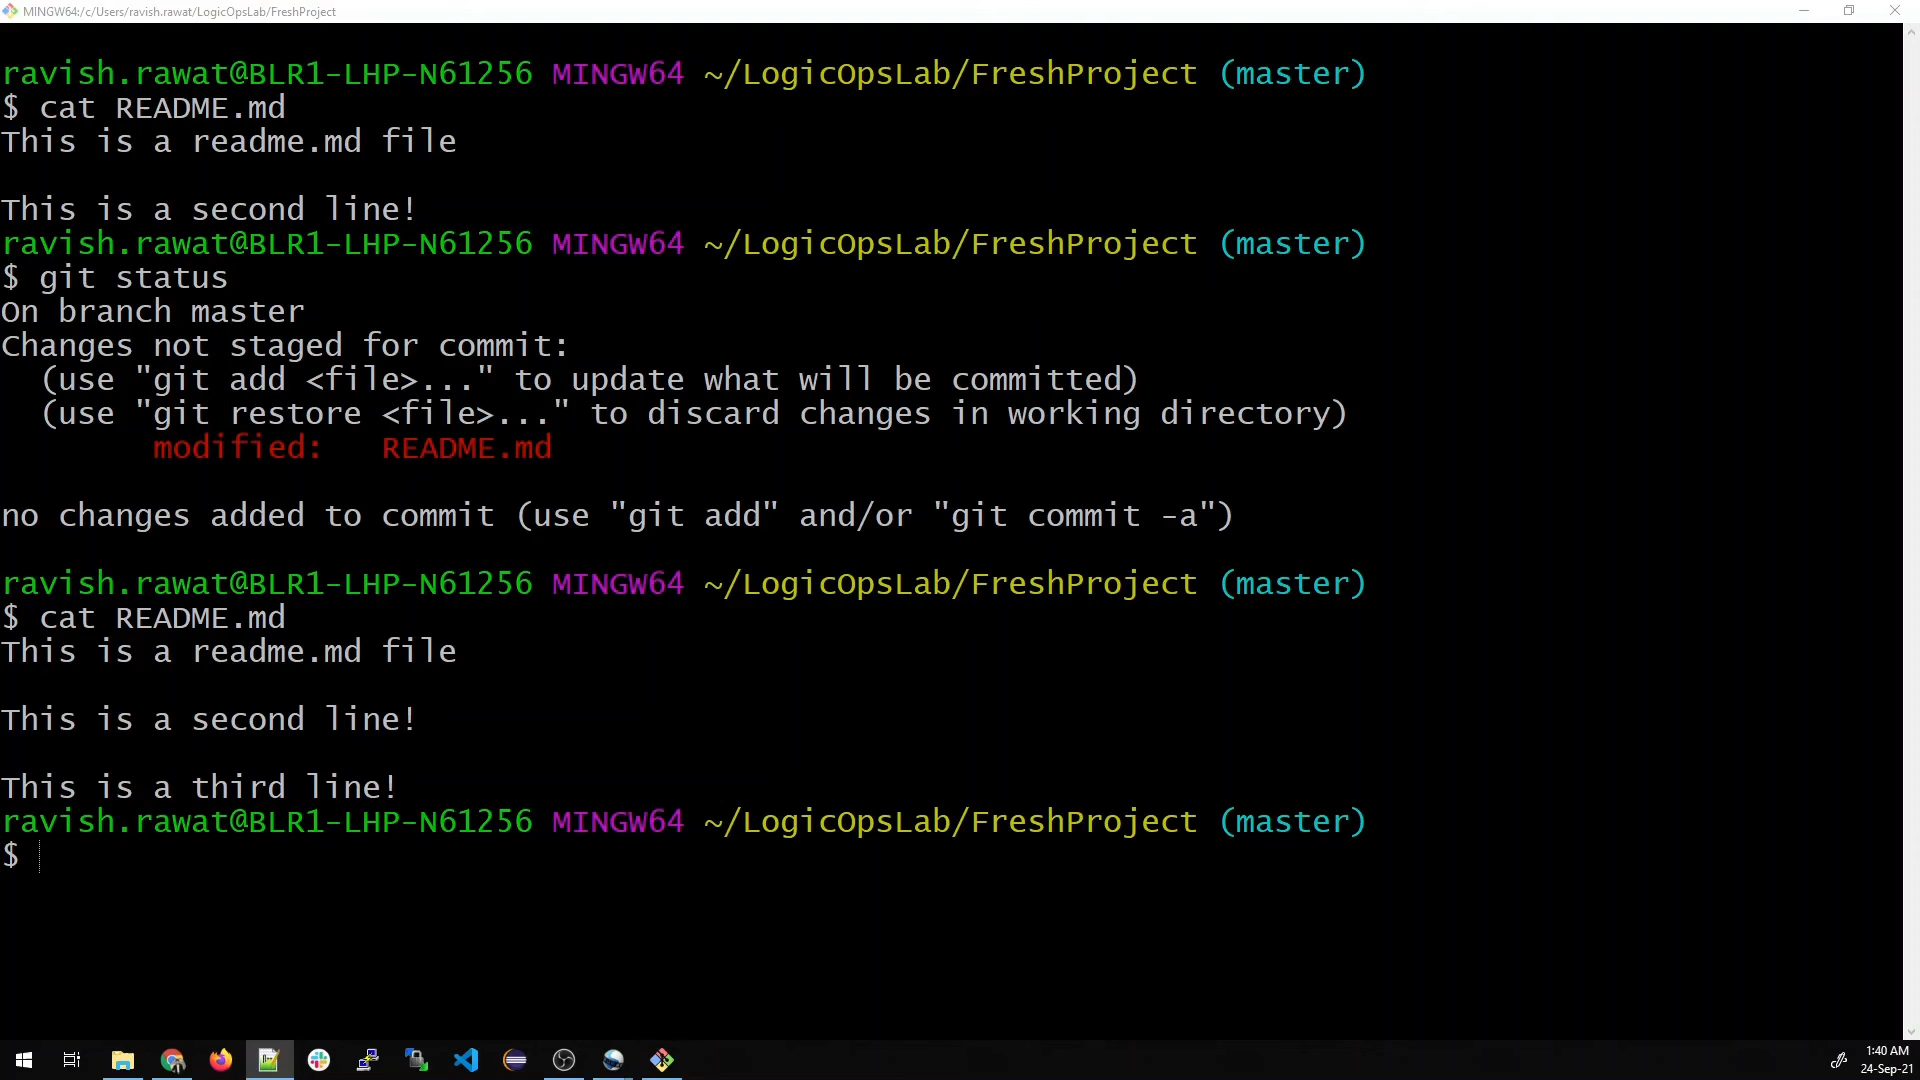 MINGW64:/c/Users/ravish.rawat/LogicOpsLab/FreshProject
ravish.rawat@BLR1-LHP-N61256 MINGW64 ~/LogicOpsLab/FreshProject (master)
$ cat README.md
This is a readme.md file
This is a second line!
ravish.rawat@BLR1-LHP-N61256 MINGW64 ~/LogicOpsLab/FreshProject (master)
$ git status
On branch master
Changes not staged for commit:
  (use "git add <file>..." to update what will be committed)
  (use "git restore <file>..." to discard changes in working directory)
        modified:   README.md
no changes added to commit (use "git add" and/or "git commit -a")
ravish.rawat@BLR1-LHP-N61256 MINGW64 ~/LogicOpsLab/FreshProject (master)
$ cat README.md
This is a readme.md file
This is a second line!
This is a third line!
ravish.rawat@BLR1-LHP-N61256 MINGW64 ~/LogicOpsLab/FreshProject (master)
$
1:40 AM
24-Sep-21